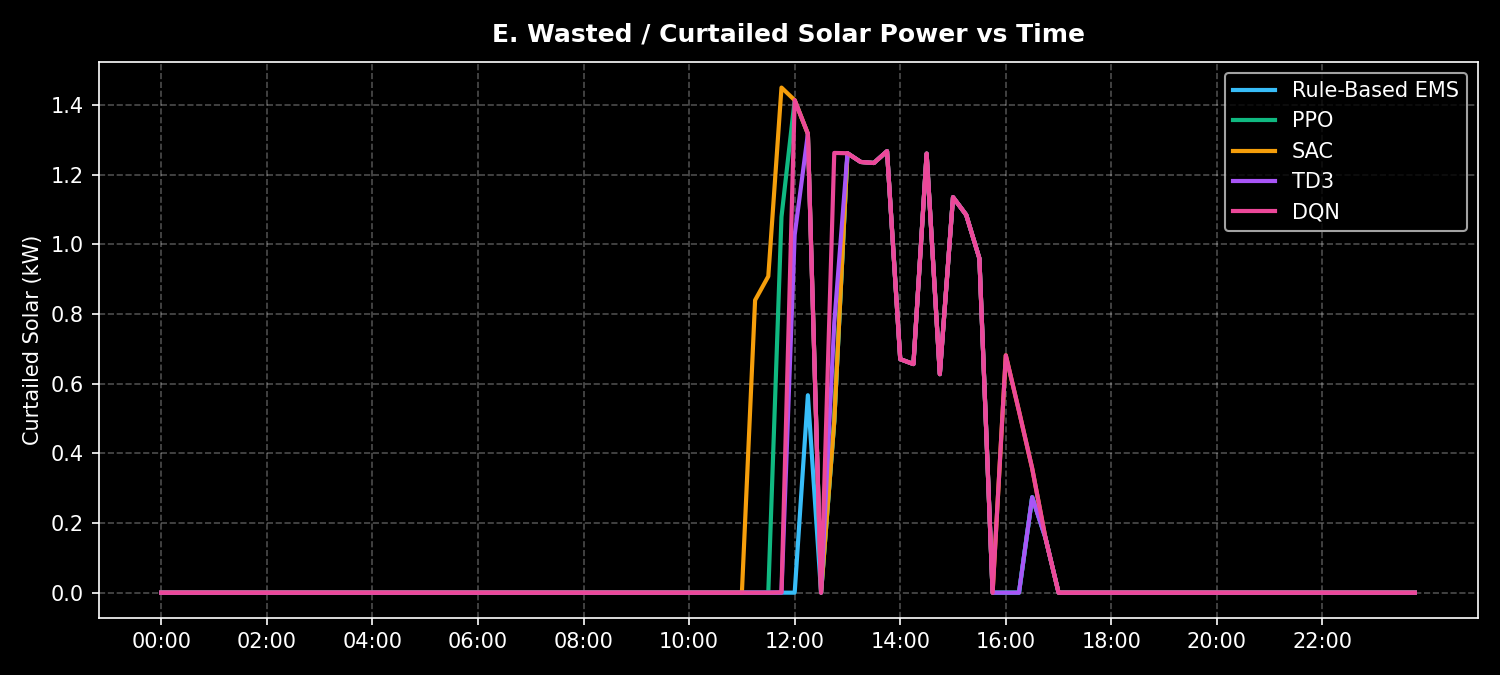 E. Wasted / Curtailed Solar Power vs Time
Curtailed Solar (kW)
1.4
1.2
1.0
0.8
0.6
0.4
0.2
0.0
00:00 02:00 04:00 06:00 08:00 10:00 12:00 14:00 16:00 18:00 20:00 22:00
Rule-Based EMS
PPO
SAC
TD3
DQN